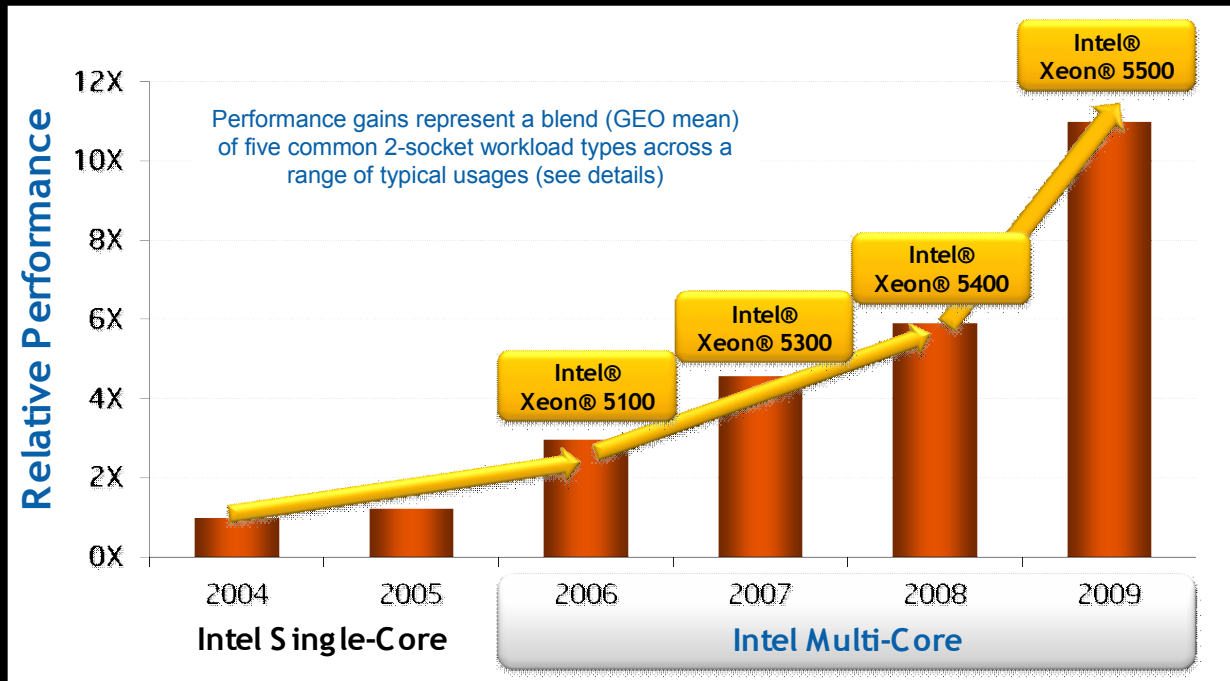 Intel®
Xeon® 5500
12X
Performance gains represent a blend (GEO mean)
of five common 2-socket workload types across a
range of typical usages (see details)
10X
8X
Intel®
Xeon® 5400
6X
Intel®
Xeon® 5300
Intel®
Xeon® 5100
4X
2X
0X
Relative Performance
2004
2005
2006
2007
2008
2009
Intel Single-Core
Intel Multi-Core